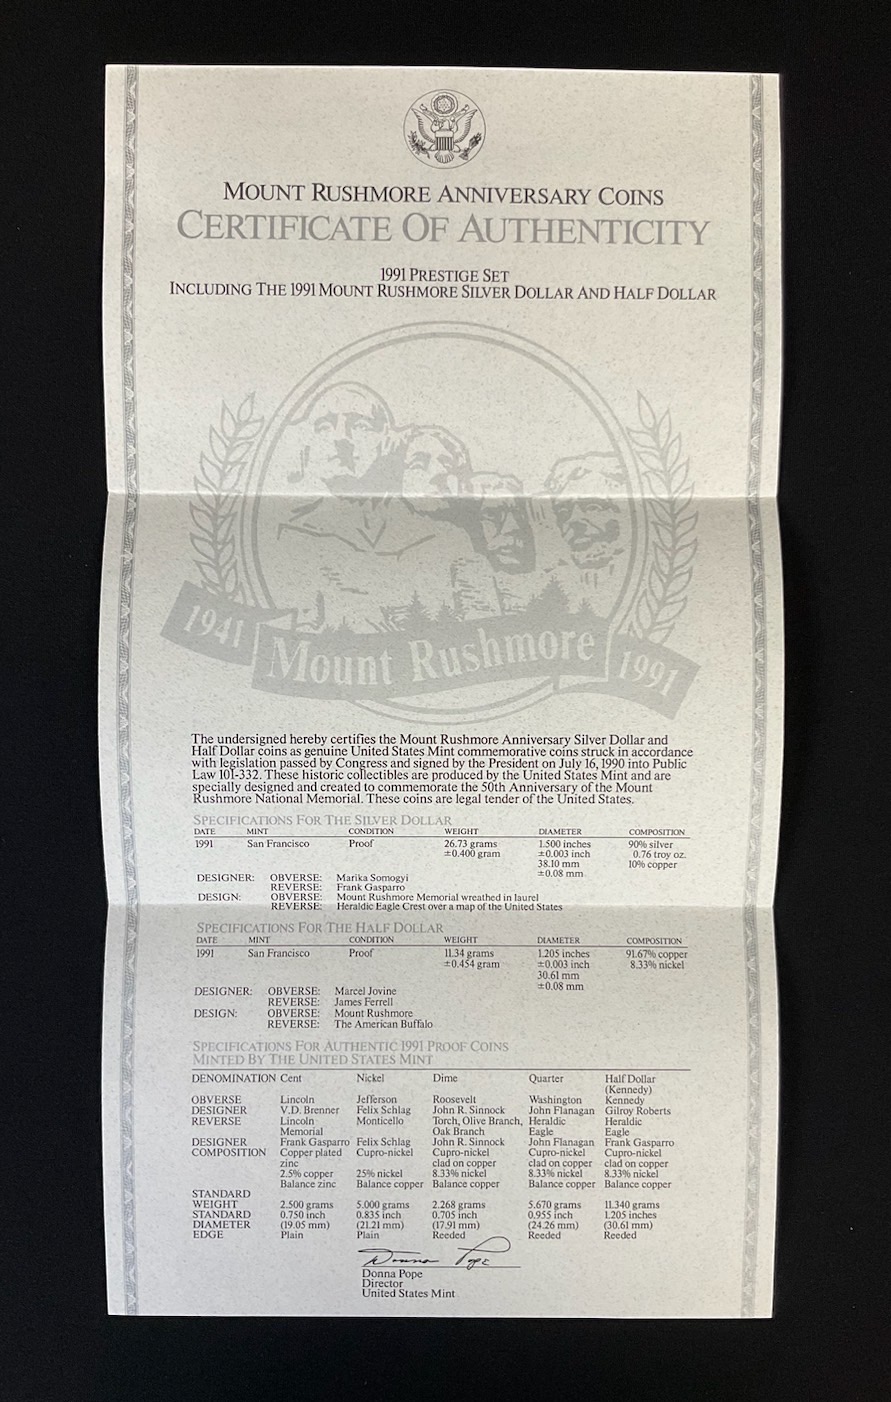 MOUNT RUSHMORE ANNIVERSARY COINS
CERTIFICATE OF AUTHENTICITY
1991 PRESTIGE SET
INCLUDING THE 1991 MOUNT RUSHMORE SILVER DOLLAR AND HALF DOLLAR
1941 Mount Rushmore 1991
The undersigned hereby certifies the Mount Rushmore Anniversary Silver Dollar and
Half Dollar coins as genuine United States Mint commemorative coins struck in accordance
with legislation passed by Congress and signed by the President on July 16, 1990 into Public
Law 101-332. These historic collectibles are produced by the United States Mint and are
specially designed and created to commemorate the 50th Anniversary of the Mount
Rushmore National Memorial. These coins are legal tender of the United States.
SPECIFICATIONS FOR THE SILVER DOLLAR
DATE MINT CONDITION WEIGHT DIAMETER COMPOSITION
1991 San Francisco Proof 26.73 grams 1.500 inches 90% silver
±0.400 gram ±0.003 inch 0.76 troy oz.
38.10 mm 10% copper
±0.08 mm
DESIGNER: OBVERSE: Marika Somogyi
REVERSE: Frank Gasparro
DESIGN: OBVERSE: Mount Rushmore Memorial wreathed in laurel
REVERSE: Heraldic Eagle Crest over a map of the United States
SPECIFICATIONS FOR THE HALF DOLLAR
DATE MINT CONDITION WEIGHT DIAMETER COMPOSITION
1991 San Francisco Proof 11.34 grams 1.205 inches 91.67% copper
±0.454 gram ±0.003 inch 8.33% nickel
30.61 mm
±0.08 mm
DESIGNER: OBVERSE: Marcel Jovine
REVERSE: James Ferrell
DESIGN: OBVERSE: Mount Rushmore
REVERSE: The American Buffalo
SPECIFICATIONS FOR AUTHENTIC 1991 PROOF COINS
MINTED BY THE UNITED STATES MINT
DENOMINATION Cent Nickel Dime Quarter Half Dollar
(Kennedy)
OBVERSE Lincoln Jefferson Roosevelt Washington Kennedy
DESIGNER V.D. Brenner Felix Schlag John R. Sinnock John Flanagan Gilroy Roberts
REVERSE Lincoln Monticello Torch, Olive Branch, Heraldic Heraldic
Memorial Oak Branch Eagle Eagle
DESIGNER Frank Gasparro Felix Schlag John R. Sinnock John Flanagan Frank Gasparro
COMPOSITION Copper plated Cupro-nickel Cupro-nickel Cupro-nickel Cupro-nickel
zinc clad on copper clad on copper clad on copper
2.5% copper 25% nickel 8.33% nickel 8.33% nickel 8.33% nickel
Balance zinc Balance copper Balance copper Balance copper Balance copper
STANDARD
WEIGHT 2.500 grams 5.000 grams 2.268 grams 5.670 grams 11.340 grams
STANDARD 0.750 inch 0.835 inch 0.705 inch 0.955 inch 1.205 inches
DIAMETER (19.05 mm) (21.21 mm) (17.91 mm) (24.26 mm) (30.61 mm)
EDGE Plain Plain Reeded Reeded Reeded
Donna Pope
Donna Pope
Director
United States Mint